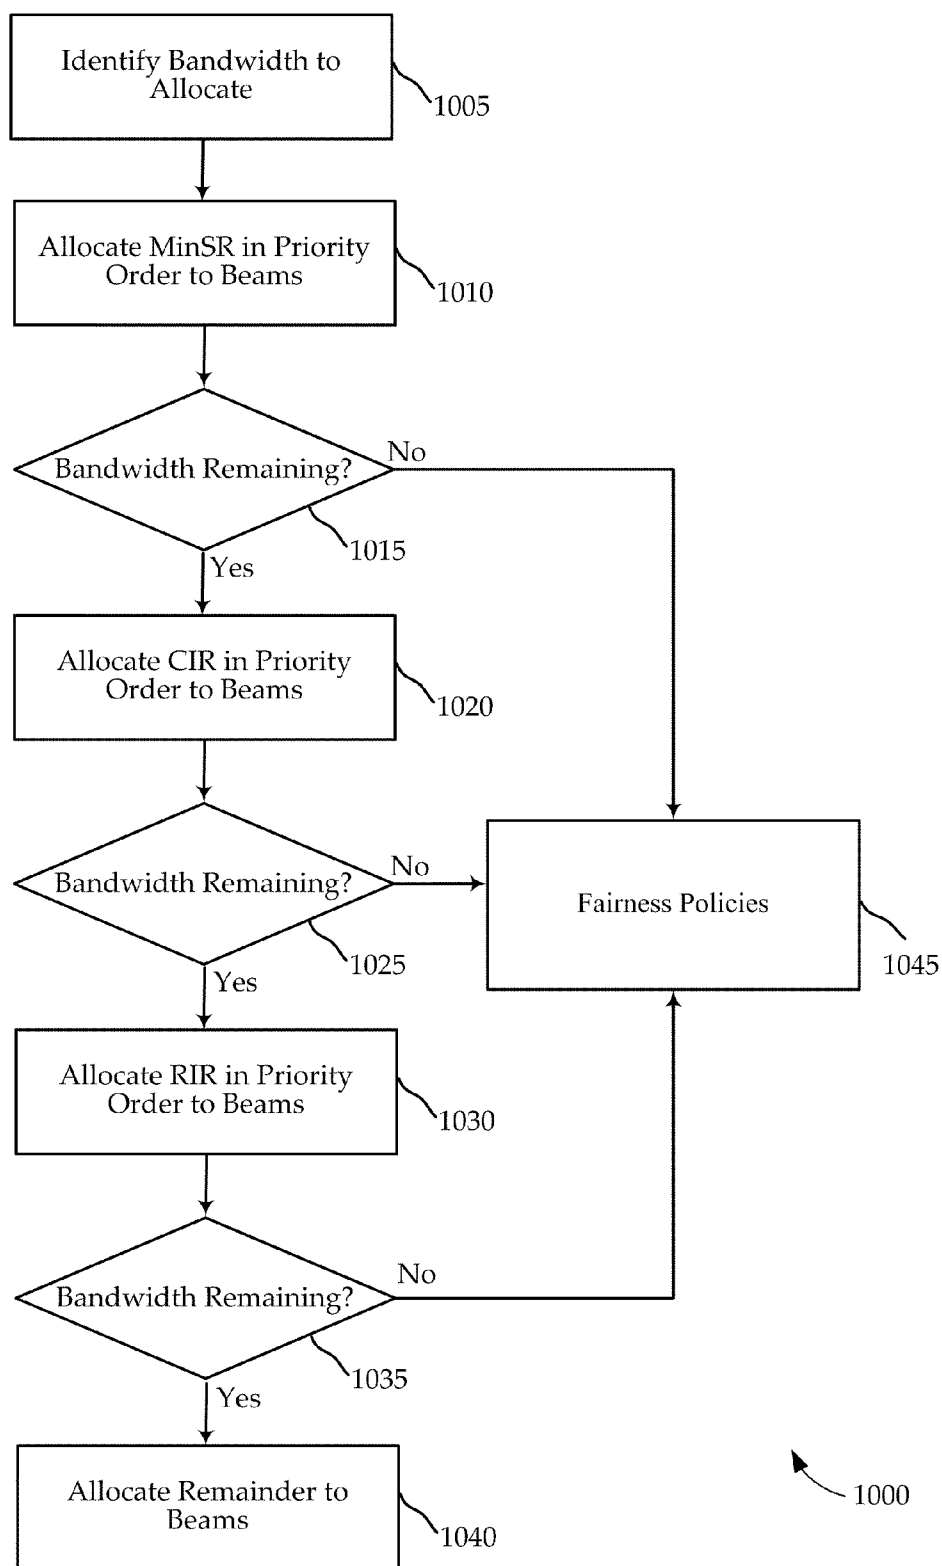 Identify Bandwidth to
Allocate
1005
Allocate MinSR in Priority
Order to Beams
1010
Bandwidth Remaining?
No
1015
Yes
Allocate CIR in Priority
Order to Beams
1020
Bandwidth Remaining?
No
1025
Yes
Fairness Policies
1045
Allocate RIR in Priority
Order to Beams
1030
Bandwidth Remaining?
No
1035
Yes
Allocate Remainder to
Beams
1040
1000